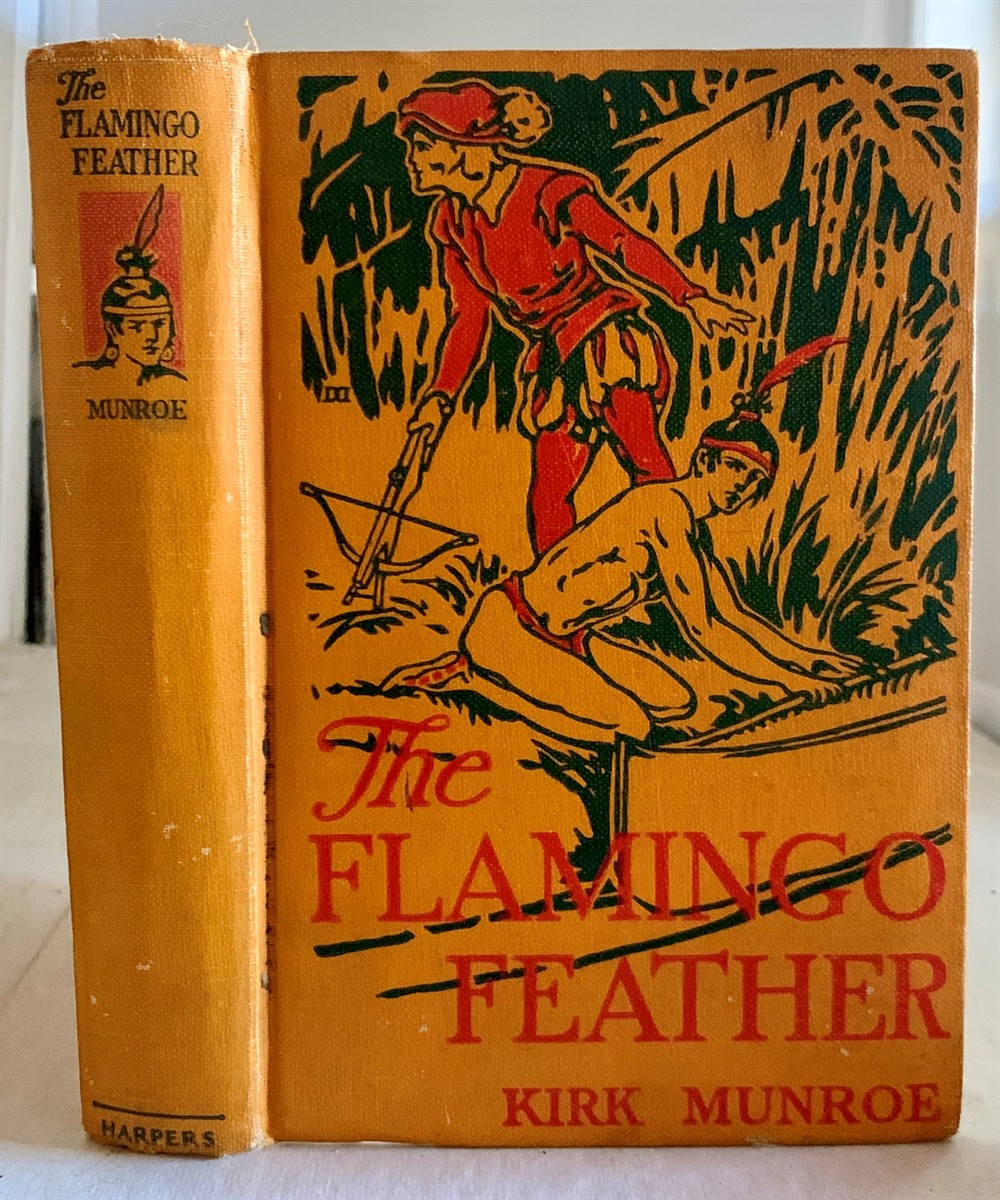 The
FLAMINGO
FEATHER
MUNROE
HARPERS
The
FLAMINGO
FEATHER
KIRK MUNROE